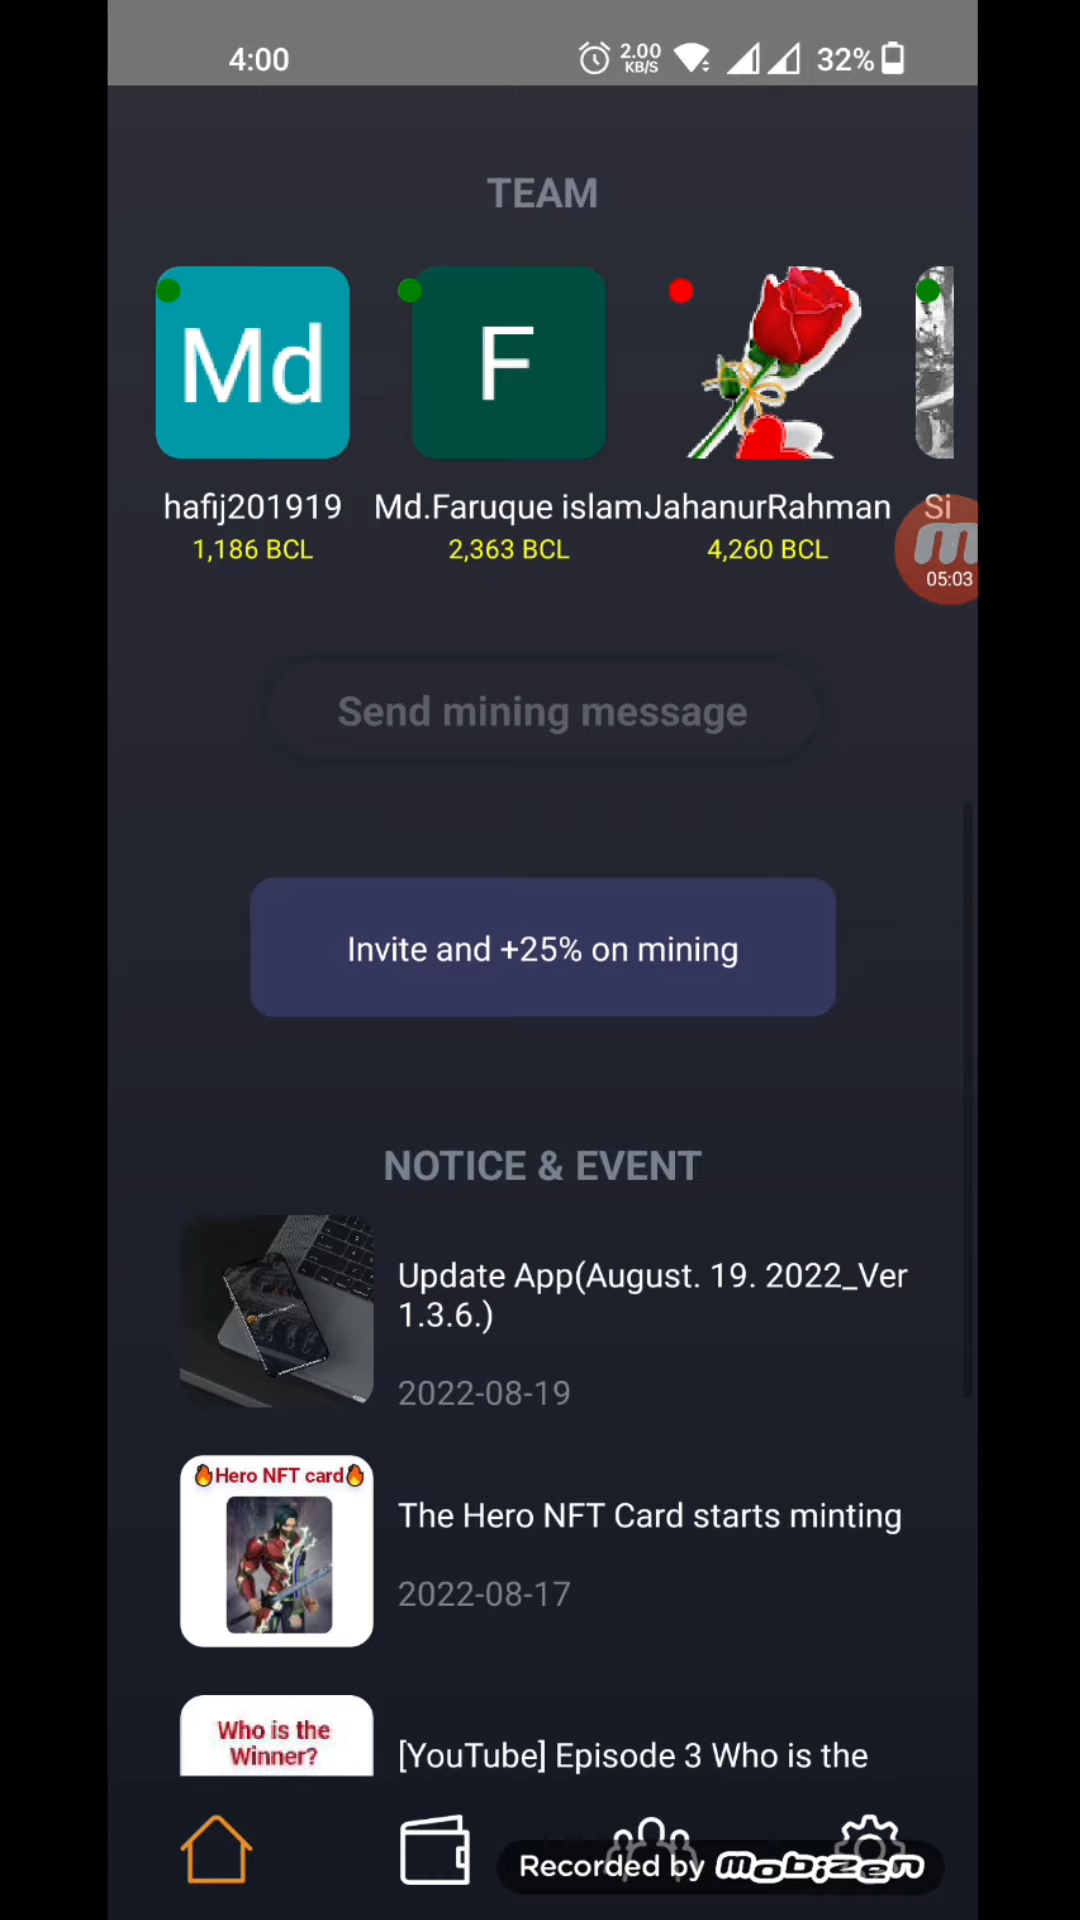 4:00
2.00
KB/S
32%
TEAM
Md
F
hafij201919
Md.Faruque islam
JahanurRahman
Si
1,186 BCL
2,363 BCL
4,260 BCL
m
05:03
Send mining message
Invite and +25% on mining
NOTICE & EVENT
Update App(August. 19. 2022_Ver
1.3.6.)
2022-08-19
Hero NFT card
The Hero NFT Card starts minting
2022-08-17
Who is the
Winner?
[YouTube] Episode 3 Who is the
Recorded by mobizen